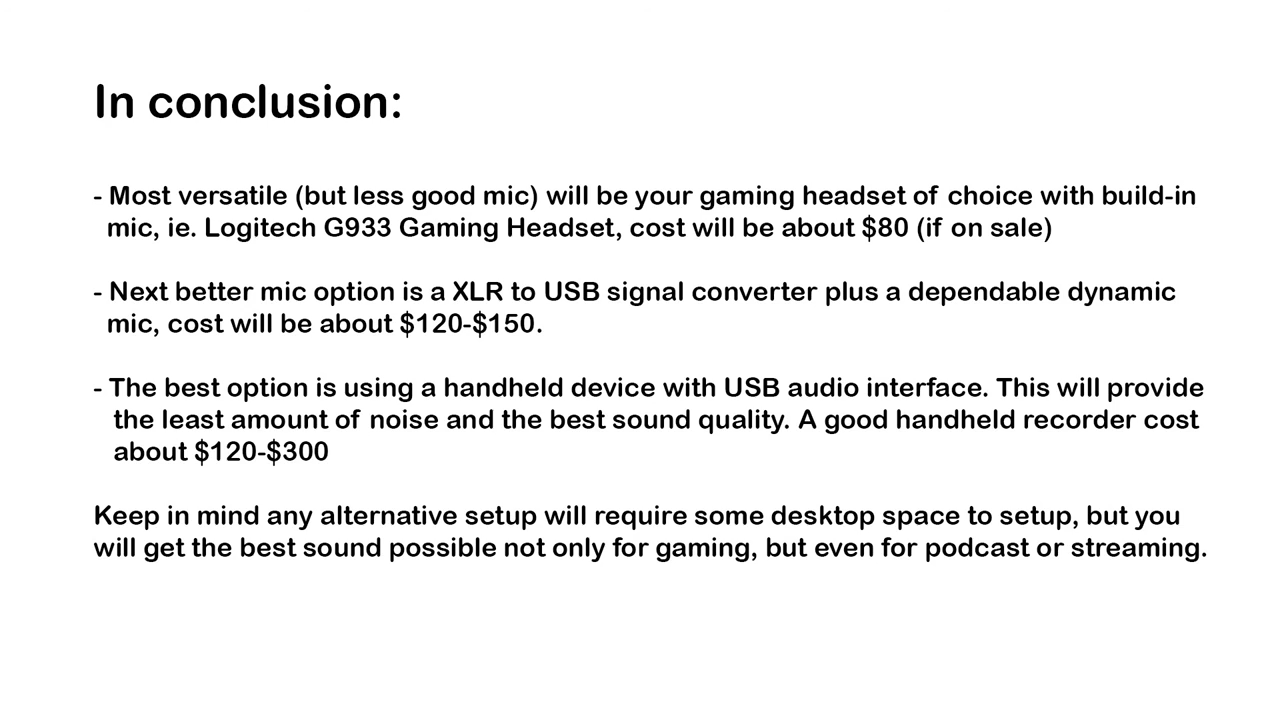 In conclusion:
- Most versatile (but less good mic) will be your gaming headset of choice with build-in
mic, ie. Logitech G933 Gaming Headset, cost will be about $80 (if on sale)
- Next better mic option is a XLR to USB signal converter plus a dependable dynamic
mic, cost will be about $120-$150.
- The best option is using a handheld device with USB audio interface. This will provide
the least amount of noise and the best sound quality. A good handheld recorder cost
about $120-$300
Keep in mind any alternative setup will require some desktop space to setup, but you
will get the best sound possible not only for gaming, but even for podcast or streaming.